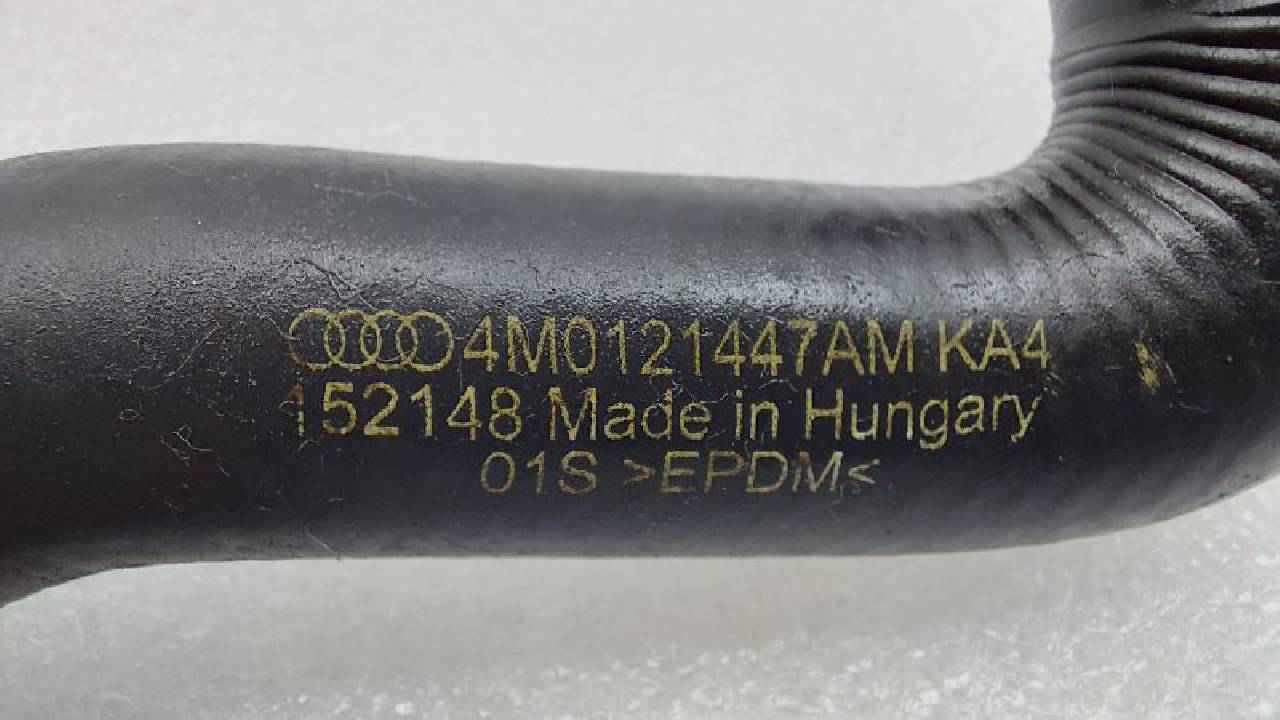 4M0121447AM KA4
152148 Made in Hungary
01S >EPDM<